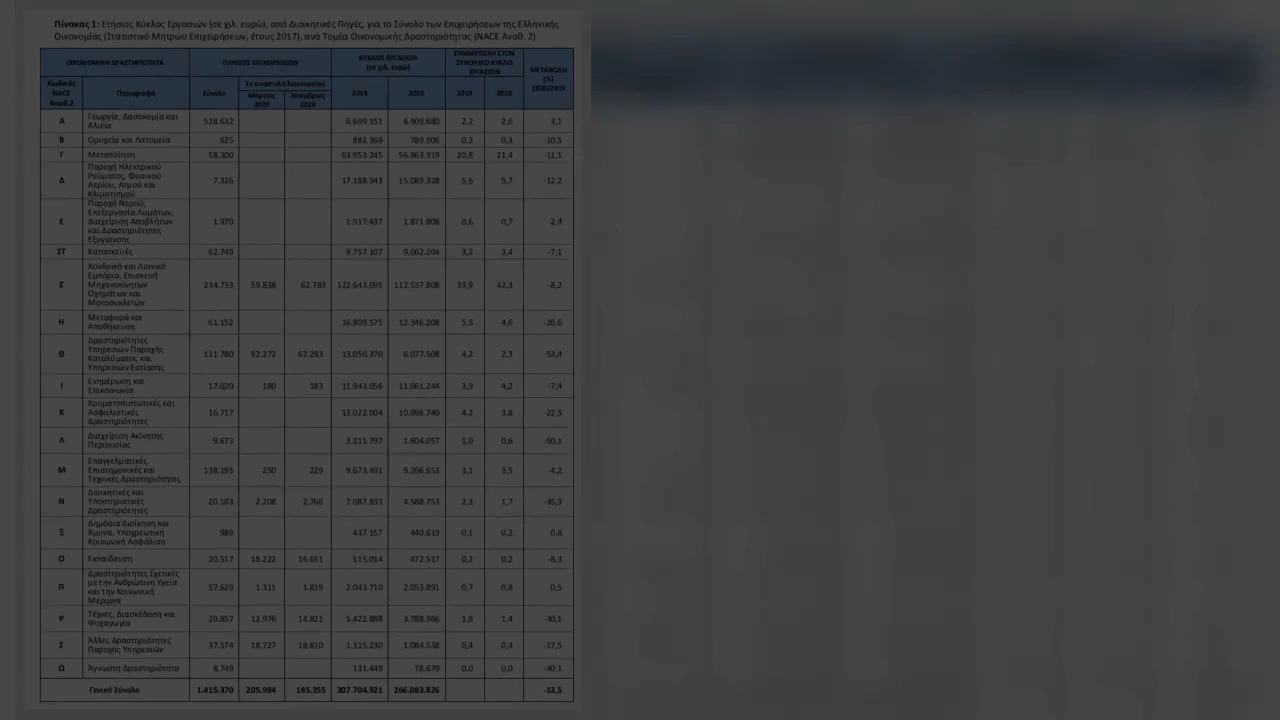 Πίνακας 1: Ετήσιος Κύκλος Εργασιών (σε χιλ. ευρώ), από Διοικητικές Πηγές, για το Σύνολο των Επιχειρήσεων της Ελληνικής
Οικονομίας (Στατιστικό Μητρώο Επιχειρήσεων, έτους 2017), ανά Τομέα Οικονομικής Δραστηριότητας (NACE Αναθ. 2)
ΟΙΚΟΝΟΜΙΚΗ ΔΡΑΣΤΗΡΙΟΤΗΤΑ ΠΛΗΘΟΣ ΕΠΙΧΕΙΡΗΣΕΩΝ ΚΥΚΛΟΣ ΕΡΓΑΣΙΩΝ (σε χιλ. ευρώ) ΣΥΜΜΕΤΟΧΗ ΣΤΟΝ ΣΥΝΟΛΙΚΟ ΚΥΚΛΟ ΕΡΓΑΣΙΩΝ ΜΕΤΑΒΟΛΗ (%) 2020/2019
Κωδικός NACE Αναθ.2 Περιγραφή Σύνολο Σε αναστολή λειτουργίας 2019 2020 2019 2020
Μάρτιος 2020 Νοέμβριος 2020
Α Γεωργία, Δασοκομία και Αλιεία 528.632 6.699.151 6.909.680 2,2 2,6 3,1
Β Ορυχεία και Λατομεία 625 882.369 789.906 0,3 0,3 -10,5
Γ Μεταποίηση 58.300 63.953.245 56.863.319 20,8 21,4 -11,1
Δ Παροχή Ηλεκτρικού Ρεύματος, Φυσικού Αερίου, Ατμού και Κλιματισμού 7.326 17.188.943 15.089.328 5,6 5,7 -12,2
Ε Παροχή Νερού, Επεξεργασία Λυμάτων, Διαχείριση Αποβλήτων και Δραστηριότητες Εξυγίανσης 1.970 1.917.437 1.871.808 0,6 0,7 -2,4
ΣΤ Κατασκευές 62.749 9.757.107 9.062.204 3,2 3,4 -7,1
Ζ Χονδρικό και Λιανικό Εμπόριο, Επισκευή Μηχανοκίνητων Οχημάτων και Μοτοσυκλετών 234.733 59.838 62.783 122.643.095 112.537.808 39,9 42,3 -8,2
Η Μεταφορά και Αποθήκευση 61.152 16.809.575 12.346.208 5,5 4,6 -26,6
Θ Δραστηριότητες Υπηρεσιών Παροχής Καταλύματος και Υπηρεσιών Εστίασης 111.780 92.272 67.293 13.050.370 6.077.508 4,2 2,3 -53,4
Ι Ενημέρωση και Επικοινωνία 17.020 180 183 11.943.056 11.061.244 3,9 4,2 -7,4
Κ Χρηματοπιστωτικές και Ασφαλιστικές Δραστηριότητες 16.717 13.022.004 10.096.740 4,2 3,8 -22,5
Λ Διαχείριση Ακίνητης Περιουσίας 9.673 3.211.797 1.604.057 1,0 0,6 -50,1
Μ Επαγγελματικές, Επιστημονικές και Τεχνικές Δραστηριότητες 138.195 250 229 9.673.491 9.266.653 3,1 3,5 -4,2
Ν Διοικητικές και Υποστηρικτικές Δραστηριότητες 20.183 2.208 2.766 7.087.833 4.588.753 2,3 1,7 -35,3
Ξ Δημόσια Διοίκηση και Άμυνα, Υποχρεωτική Κοινωνική Ασφάλιση 989 437.157 440.619 0,1 0,2 0,8
Ο Εκπαίδευση 20.517 18.222 16.651 515.014 472.517 0,2 0,2 -8,3
Π Δραστηριότητες Σχετικές με την Ανθρώπινη Υγεία και την Κοινωνική Μέριμνα 57.629 1.311 1.819 2.043.710 2.053.891 0,7 0,8 0,5
Ρ Τέχνες, Διασκέδαση και Ψυχαγωγία 20.857 12.976 14.821 5.422.888 3.788.366 1,8 1,4 -30,1
Σ Άλλες Δραστηριότητες Παροχής Υπηρεσιών 37.574 18.727 18.810 1.315.230 1.084.538 0,4 0,4 -17,5
Ω Άγνωστη Δραστηριότητα 8.749 131.449 78.679 0,0 0,0 -40,1
Γενικό Σύνολο 1.415.370 205.984 185.355 307.704.921 266.083.826 -13,5